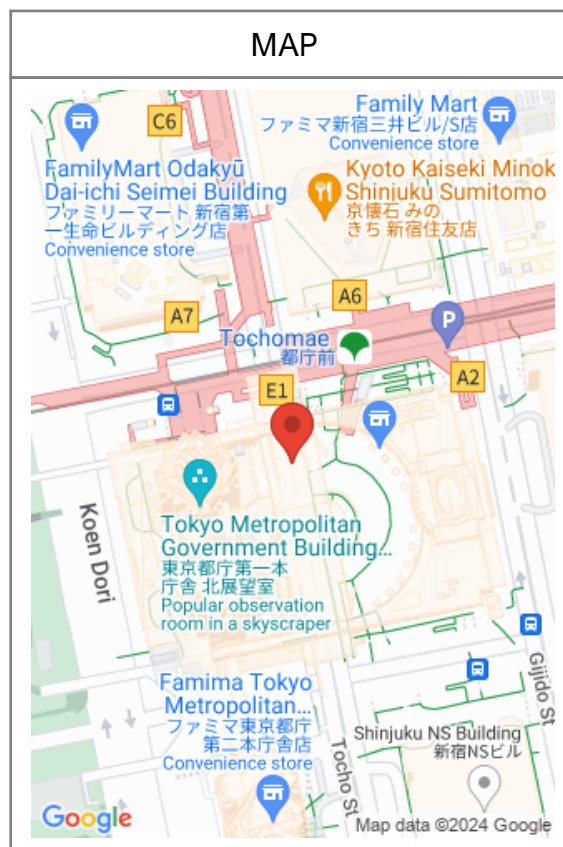 MAP
C6
Family Mart
ファミマ新宿三井ビル/S店
Convenience store
FamilyMart Odakyū
Dai-ichi Seimei Building
ファミリーマート 新宿第
一生命ビルディング店
Convenience store
Kyoto Kaiseki Minok
Shinjuku Sumitomo
京懐石 みの
きち 新宿住友店
A6
A7
P
Tochomae
都庁前
A2
E1
Koen Dori
Tokyo Metropolitan
Government Building...
東京都庁第一本
庁舎 北展望室
Popular observation
room in a skyscraper
Gijido St
Famima Tokyo
Metropolitan...
ファミマ東京都庁
第二本庁舎店
Convenience store
Tocho St
Shinjuku NS Building
新宿NSビル
Google
Map data ©2024 Google